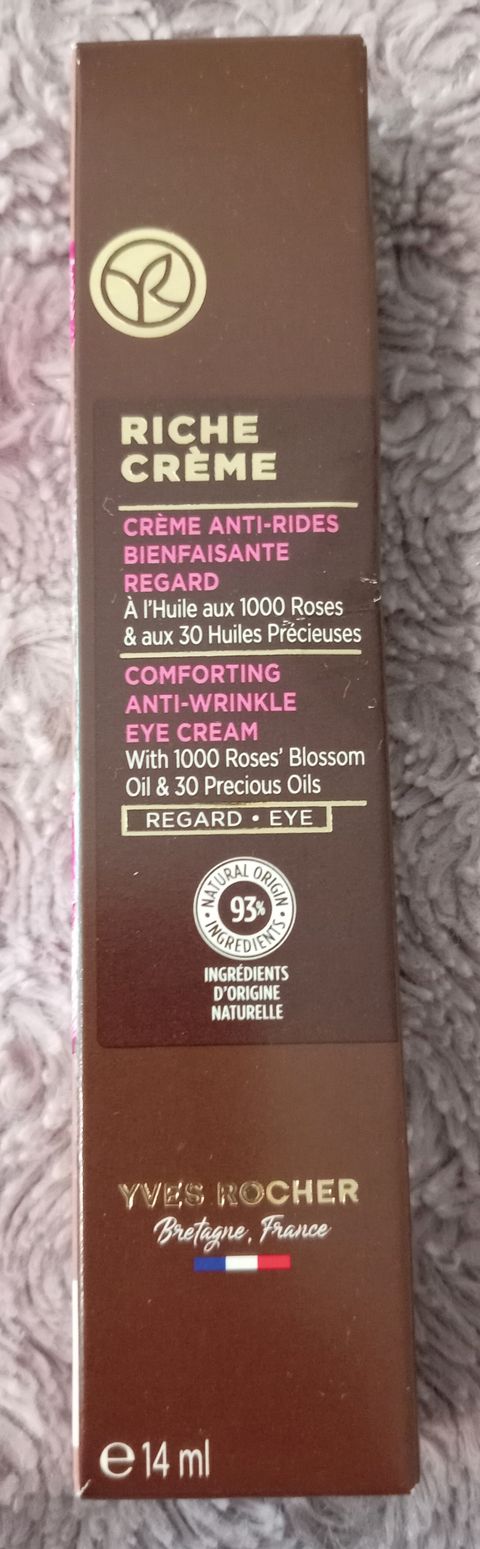 RICHE
CRÈME
CRÈME ANTI-RIDES
BIENFAISANTE
REGARD
À l'Huile aux 1000 Roses
& aux 30 Huiles Précieuses
COMFORTING
ANTI-WRINKLE
EYE CREAM
With 1000 Roses' Blossom
Oil & 30 Precious Oils
REGARD • EYE
• NATURAL ORIGIN •
93%
INGREDIENTS
INGRÉDIENTS
D'ORIGINE
NATURELLE
YVES ROCHER
Bretagne, France
e 14 ml